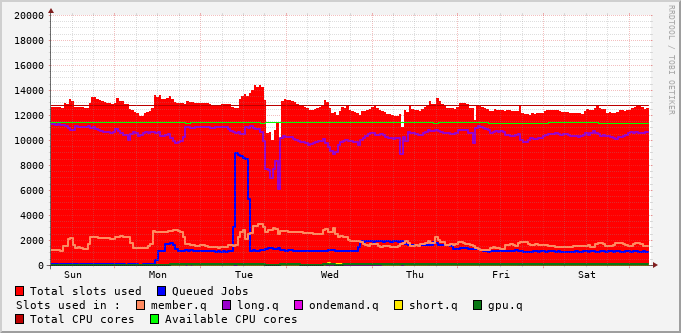 20000
18000
16000
14000
12000
10000
8000
6000
4000
2000
0
Sun Mon Tue Wed Thu Fri Sat
Total slots used Queued Jobs
Slots used in : member.q long.q ondemand.q short.q gpu.q
Total CPU cores Available CPU cores
RRDTOOL / TOBI OETIKER